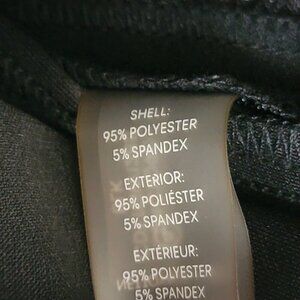 SHELL:
95% POLYESTER
5% SPANDEX
EXTERIOR:
95% POLIÉSTER
5% SPANDEX
EXTÉRIEUR:
95% POLYESTER
5% SPANDEX